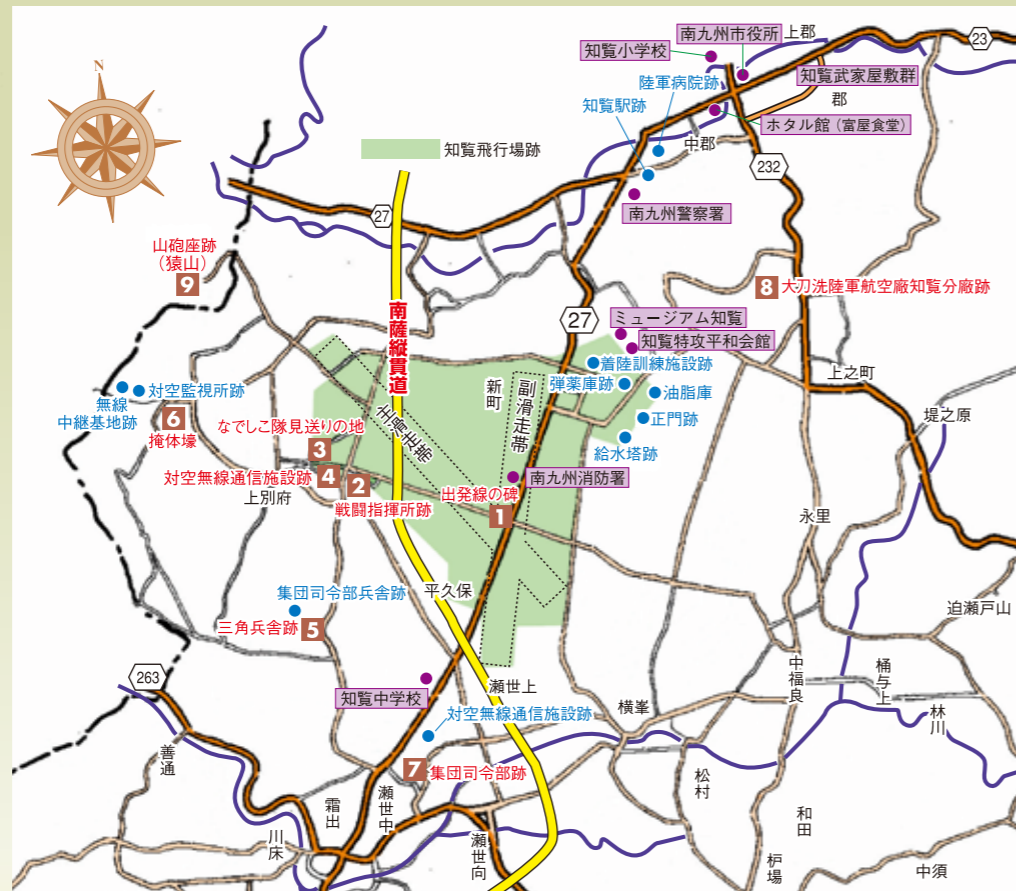 N
知覧飛行場跡
南九州市役所
上郡
23
知覧小学校
陸軍病院跡
知覧武家屋敷群
郡
知覧駅跡
ホタル館（富屋食堂）
中郡
232
南九州警察署
27
山砲座跡
（猿山）
9
8
大刀洗陸軍航空廠知覧分廠跡
南薩縦貫道
27
ミュージアム知覧
知覧特攻平和会館
着陸訓練施設跡
弾薬庫跡
油脂庫
正門跡
給水塔跡
新町
副滑走帯
主滑走帯
上之町
堤之原
対空監視所跡
無線
中継基地跡
6
掩体壕
なでしこ隊見送りの地
3
対空無線通信施設跡
4
2
上別府
戦闘指揮所跡
出発線の碑
1
南九州消防署
永里
平久保
集団司令部兵舎跡
三角兵舎跡
5
迫瀬戸山
263
知覧中学校
瀬世上
中福良
桶与上
林川
横峯
対空無線通信施設跡
善通
7
集団司令部跡
松村
霜出
瀬世中
和田
川床
瀬世向
枦場
中須